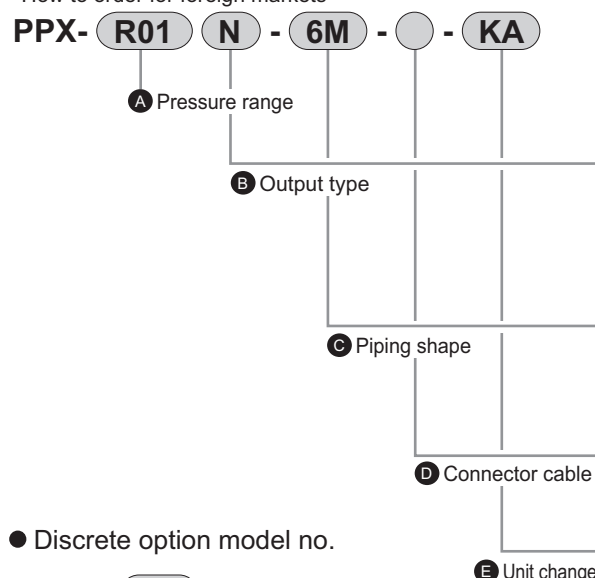 How to order for foreign markets
PPX- R01 N - 6M - - KA
A Pressure range
B Output type
C Piping shape
D Connector cable
● Discrete option model no.
E Unit change